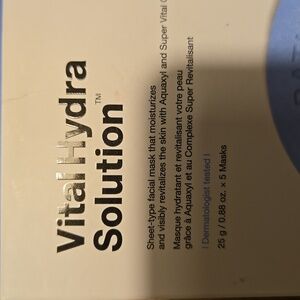 Vital Hydra
Solution™
Sheet-type facial mask that moisturizes
and visibly revitalizes the skin with Aquaxyl and Super Vital
Masque hydratant et revitalisant votre peau
grâce à Aquaxyl et au Complexe Super Revitalisant
! Dermatologist tested !
25 g / 0.88 oz. x 5 Masks